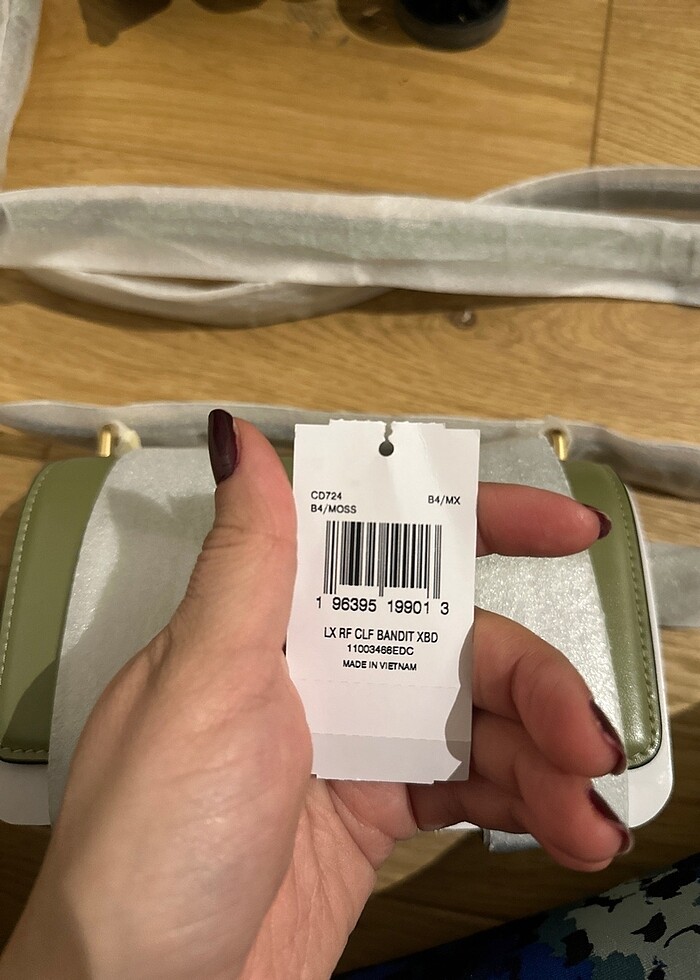 CD724 B4/MX
B4/MOSS
1 96395 19901 3
LX RF CLF BANDIT XBD
11003466EDC
MADE IN VIETNAM